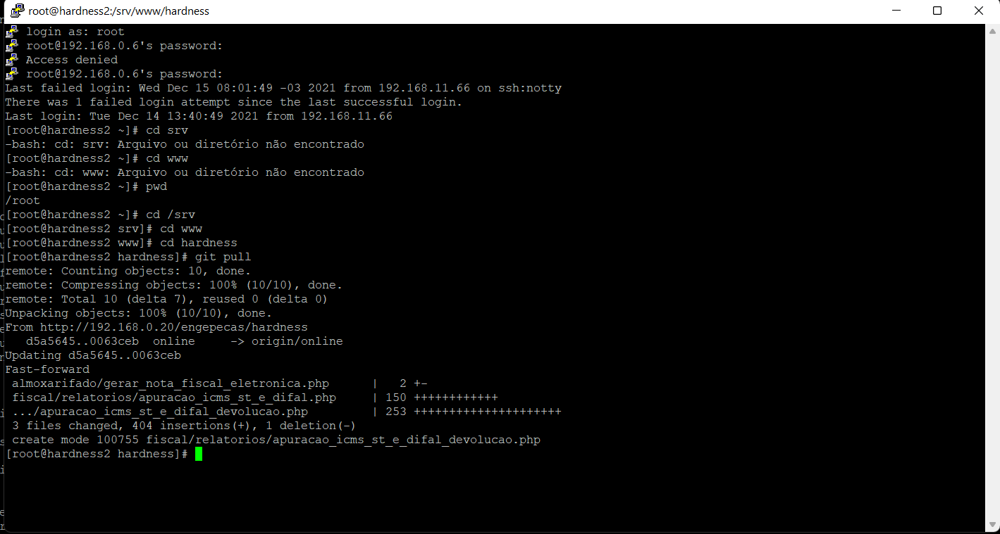 root@hardness2:/srv/www/hardness
login as: root
root@192.168.0.6's password:
Access denied
root@192.168.0.6's password:
Last failed login: Wed Dec 15 08:01:49 -03 2021 from 192.168.11.66 on ssh:notty
There was 1 failed login attempt since the last successful login.
Last login: Tue Dec 14 13:40:49 2021 from 192.168.11.66
[root@hardness2 ~]# cd srv
-bash: cd: srv: Arquivo ou diretório não encontrado
[root@hardness2 ~]# cd www
-bash: cd: www: Arquivo ou diretório não encontrado
[root@hardness2 ~]# pwd
/root
[root@hardness2 ~]# cd /srv
[root@hardness2 srv]# cd www
[root@hardness2 www]# cd hardness
[root@hardness2 hardness]# git pull
remote: Counting objects: 10, done.
remote: Compressing objects: 100% (10/10), done.
remote: Total 10 (delta 7), reused 0 (delta 0)
Unpacking objects: 100% (10/10), done.
From http://192.168.0.20/engepecas/hardness
   d5a5645..0063ceb  online     -> origin/online
Updating d5a5645..0063ceb
Fast-forward
 almoxarifado/gerar_nota_fiscal_eletronica.php      |   2 +-
 fiscal/relatorios/apuracao_icms_st_e_difal.php     | 150 ++++++++++++
 .../apuracao_icms_st_e_difal_devolucao.php         | 253 +++++++++++++++++++++
 3 files changed, 404 insertions(+), 1 deletion(-)
 create mode 100755 fiscal/relatorios/apuracao_icms_st_e_difal_devolucao.php
[root@hardness2 hardness]#